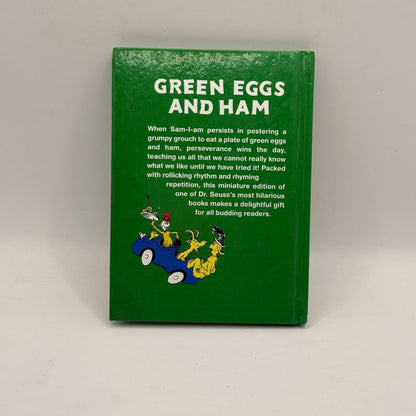 GREEN EGGS
AND HAM
When Sam-I-am persists in pestering a
grumpy grouch to eat a plate of green eggs
and ham, perseverance wins the day,
teaching us all that we cannot really know
what we like until we have tried it! Packed
with rollicking rhythm and rhyming
repetition, this miniature edition of
one of Dr. Seuss's most hilarious
books makes a delightful gift
for all budding readers.